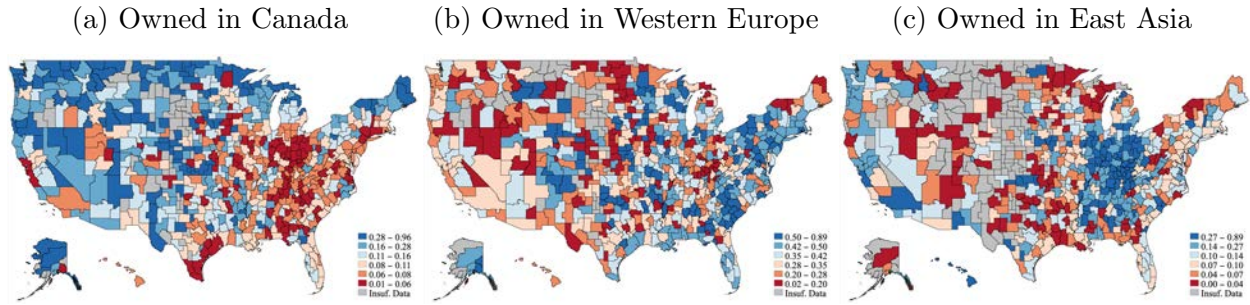 (a) Owned in Canada
(b) Owned in Western Europe
(c) Owned in East Asia
0.28 – 0.96
0.16 – 0.28
0.11 – 0.16
0.08 – 0.11
0.06 – 0.08
0.01 – 0.06
Insuf. Data
0.50 – 0.89
0.42 – 0.50
0.35 – 0.42
0.28 – 0.35
0.20 – 0.28
0.02 – 0.20
Insuf. Data
0.27 – 0.89
0.14 – 0.27
0.10 – 0.14
0.07 – 0.10
0.04 – 0.07
0.00 – 0.04
Insuf. Data